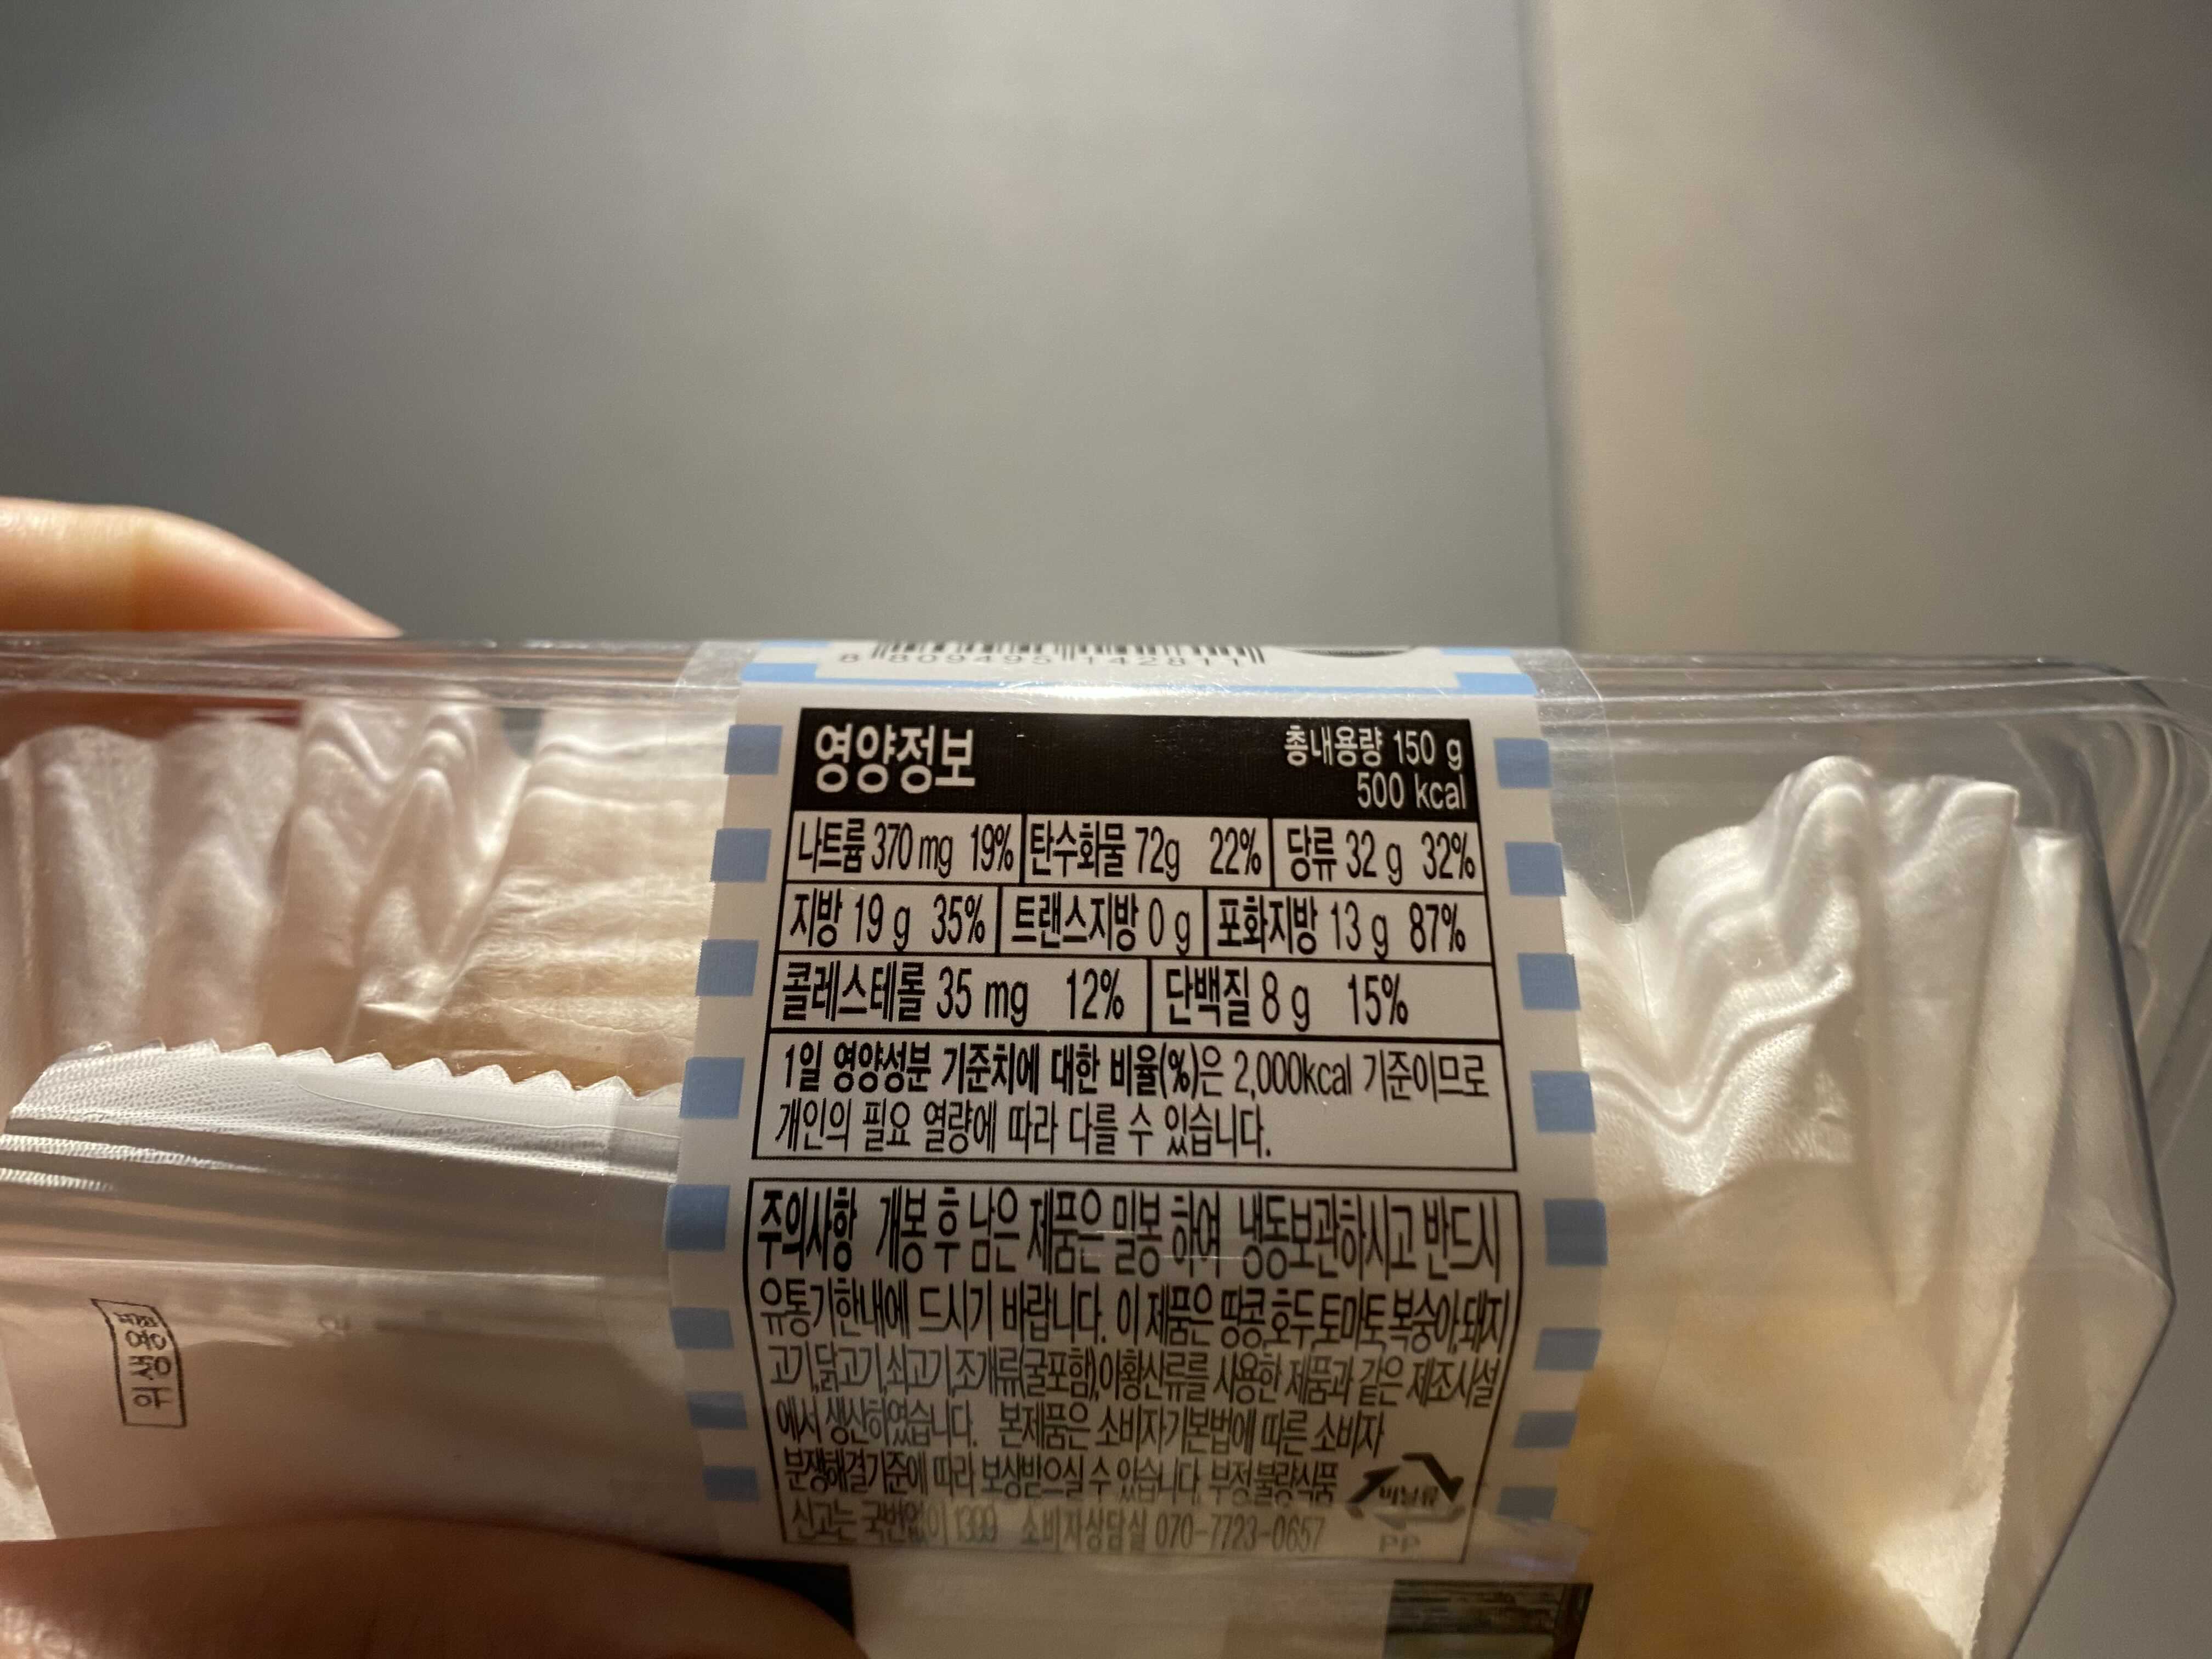 8 809495 142811
영양정보
총내용량 150 g
500 kcal
나트륨 370 mg 19% 탄수화물 72g 22% 당류 32 g 32%
지방 19 g 35% 트랜스지방 0 g 포화지방 13 g 87%
콜레스테롤 35 mg 12% 단백질 8 g 15%
1일 영양성분 기준치에 대한 비율(%)은 2,000kcal 기준이므로
개인의 필요 열량에 따라 다를 수 있습니다.
주의사항 개봉 후 남은 제품은 밀봉 하여 냉동보관하시고 반드시
유통기한내에 드시기 바랍니다. 이 제품은 땅콩,호두,토마토,복숭아,돼지
고기,닭고기,쇠고기,조개류(굴포함),이황산류를 사용한 제품과 같은 제조시설
에서 생산하였습니다. 본제품은 소비자기본법에 따른 소비자
분쟁해결기준에 따라 보상받으실 수 있습니다. 부정·불량식품
신고는 국번없이 1399 소비자상담실 070-7723-0657
비닐류
PP